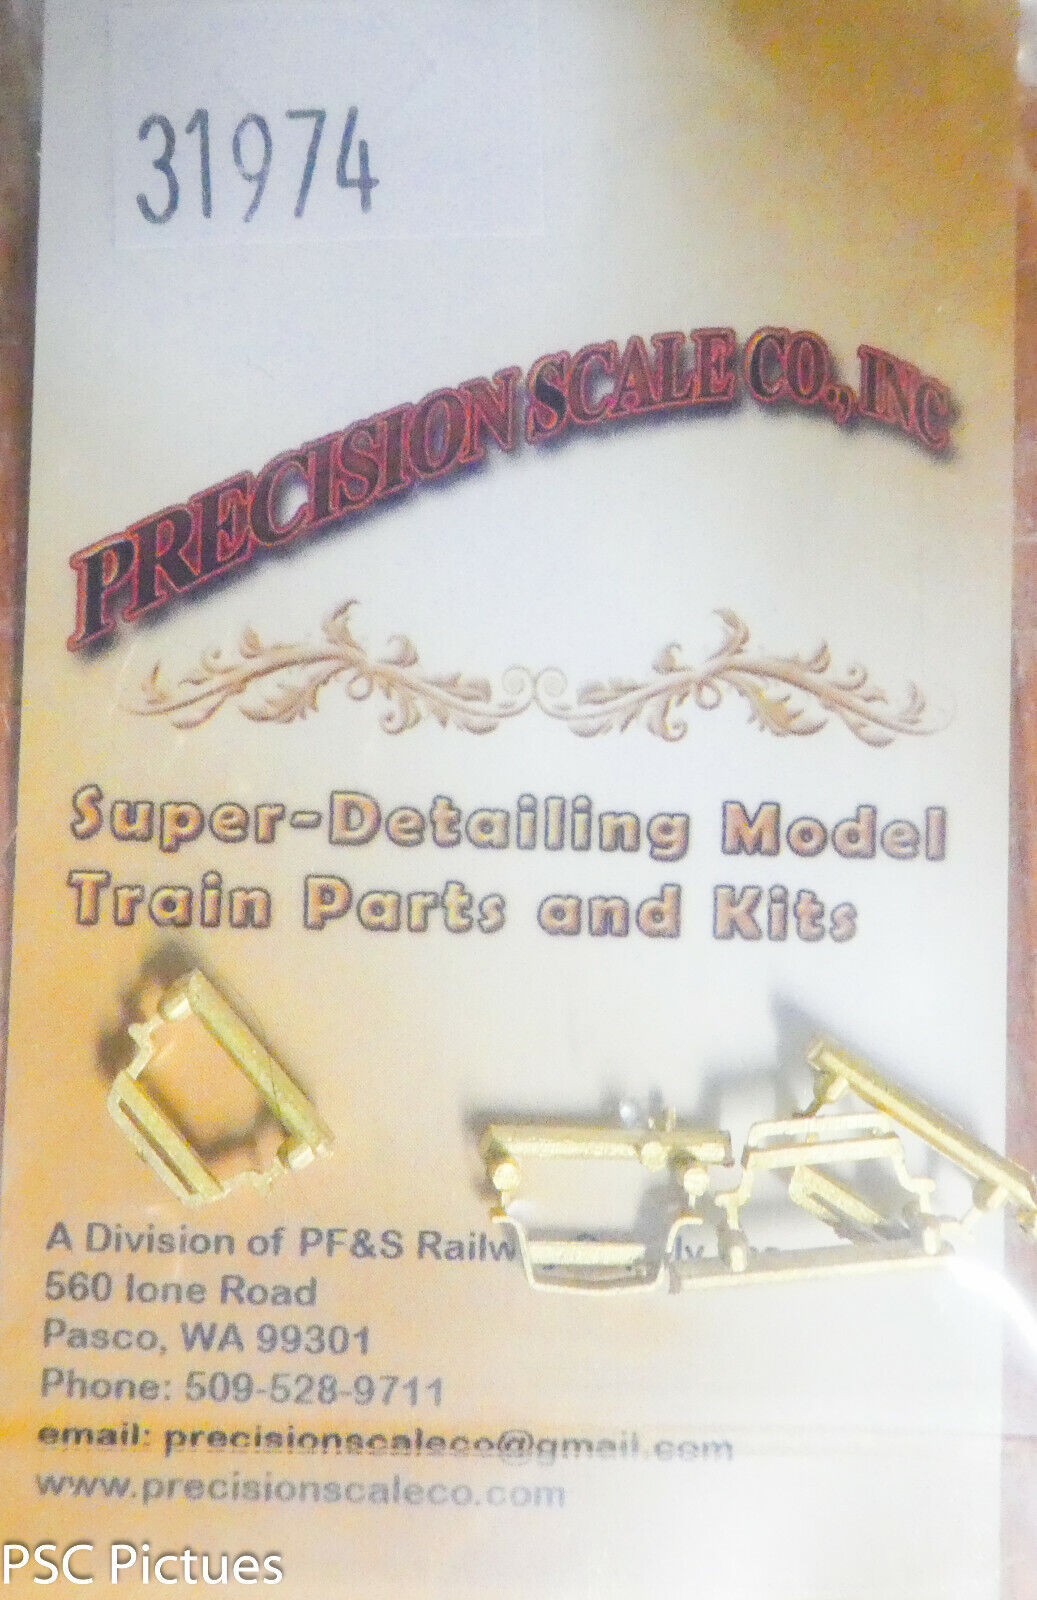 31974
PRECISION SCALE CO., INC
Super-Detailing Model
Train Parts and Kits
A Division of PF&S
560 Ione Road
Pasco, WA 99301
Phone: 509-528-9711
email: precisionscaleco@gmail.com
www.precisionscaleco.com
PSC Pictues